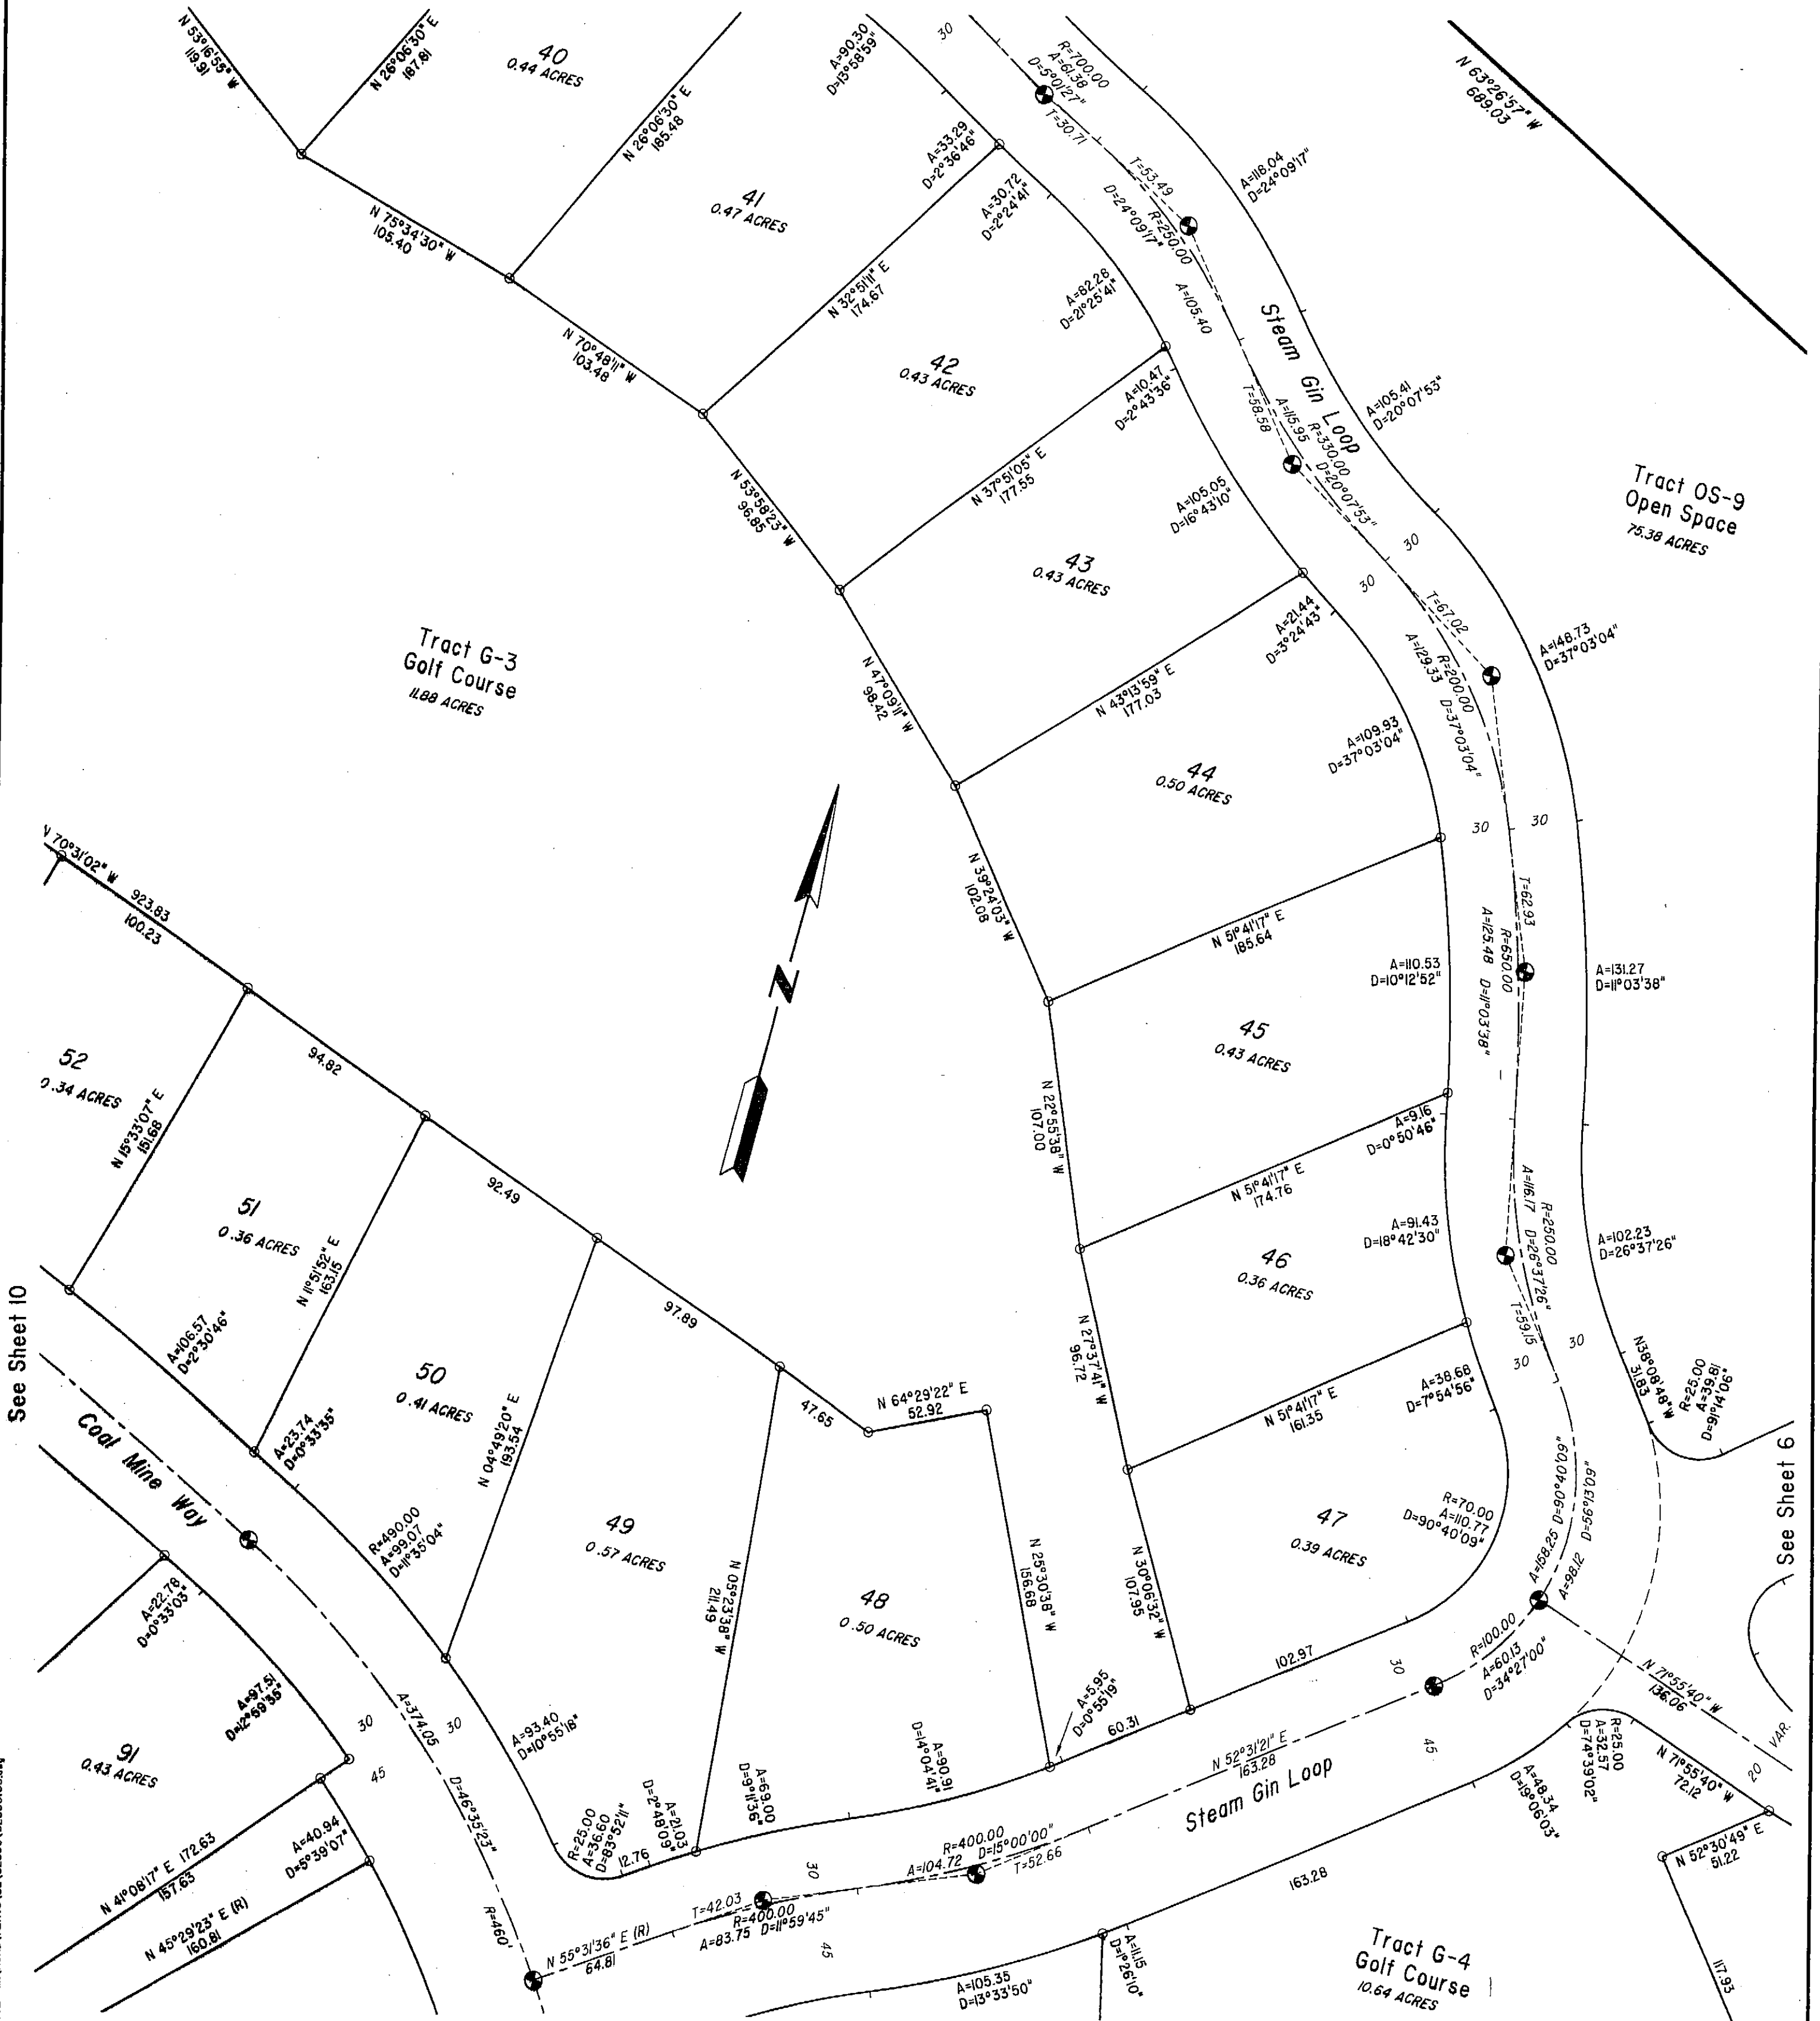 N 53°16'55" W
119.91
N 26°06'30" E
187.81
40
0.44 ACRES
N 26°06'30" E
185.48
A=90.30
D=13°58'59"
30
R=700.00
A=61.38
D=5°01'27"
T=30.71
N 63°26'57" W
689.03
A=33.29
D=2°36'46"
41
0.47 ACRES
A=30.72
D=2°24'41"
T=53.49
R=250.00
D=24°09'17"
A=105.40
A=118.04
D=24°09'17"
N 75°34'30" W
105.40
N 32°51'11" E
174.67
A=82.28
D=21°25'41"
Steam Gin Loop
N 70°48'11" W
103.48
42
0.43 ACRES
A=10.47
D=2°43'36"
T=58.58
A=115.95
R=330.00
D=20°07'53"
A=105.41
D=20°07'53"
N 53°58'23" W
96.85
N 37°51'05" E
177.55
A=105.05
D=16°43'10"
Tract OS-9
Open Space
75.38 ACRES
43
0.43 ACRES
30
30
A=21.44
D=3°24'43"
T=67.02
Tract G-3
Golf Course
11.88 ACRES
N 47°09'11" W
98.42
N 43°13'59" E
177.03
A=129.33
R=200.00
D=37°03'04"
A=148.73
D=37°03'04"
A=109.93
D=37°03'04"
44
0.50 ACRES
30
30
N 70°31'02" W
923.83
100.23
N 39°24'03" W
102.08
N 51°41'17" E
185.64
T=62.93
R=650.00
A=125.48 D=11°03'38"
A=110.53
D=10°12'52"
A=131.27
D=11°03'38"
N
52
0.34 ACRES
94.82
45
0.43 ACRES
N 22°55'38" W
107.00
A=9.16
D=0°50'46"
N 15°33'07" E
151.68
N 51°41'17" E
174.76
51
0.36 ACRES
92.49
A=116.17
R=250.00
D=26°37'26"
T=59.15
A=91.43
D=18°42'30"
A=102.23
D=26°37'26"
N 11°51'52" E
163.15
46
0.36 ACRES
See Sheet 10
97.89
N 27°37'41" W
96.72
30
30
N38°08'48"W
31.83
R=25.00
A=39.81
D=91°14'06"
A=106.57
D=2°30'46"
50
0.41 ACRES
A=38.68
D=7°54'56"
N 64°29'22" E
52.92
47.65
N 51°41'17" E
161.35
Coal Mine Way
A=23.74
D=0°33'35"
N 04°49'20" E
193.54
See Sheet 6
R=70.00
A=110.77
D=90°40'09"
A=158.25 D=90°40'09"
A=98.12 D=56°13'09"
R=490.00
A=99.07
D=11°35'04"
49
0.57 ACRES
N 05°23'38" W
211.49
48
0.50 ACRES
N 25°30'38" W
156.68
N 30°06'32" W
107.95
47
0.39 ACRES
A=22.78
D=0°33'03"
R=100.00
A=60.13
D=34°27'00"
102.97
30
N 71°55'40" W
136.06
A=97.51
D=12°59'35"
A=5.95
D=0°55'19"
60.31
A=374.05
D=46°35'23"
R=460'
30
30
45
A=93.40
D=10°55'18"
91
0.43 ACRES
N 52°31'21" E
163.28
Steam Gin Loop
VAR.
20
A=90.91
D=14°04'41"
A=69.00
D=9°11'36"
A=21.03
D=2°48'09"
R=25.00
A=36.60
D=83°52'11"
12.76
45
R=25.00
A=32.57
D=74°39'02"
N 71°55'40" W
72.12
A=48.34
D=19°06'03"
N 41°08'17" E 172.63
157.63
A=40.94
D=5°39'07"
R=400.00
A=104.72 D=15°00'00"
T=52.66
30
T=42.03
R=400.00
A=83.75 D=11°59'45"
N 52°30'49" E
51.22
163.28
N 45°29'23" E (R)
160.81
N 55°31'36" E (R)
64.81
45
A=11.15
D=1°26'10"
A=105.35
D=13°33'50"
Tract G-4
Golf Course
10.64 ACRES
117.93